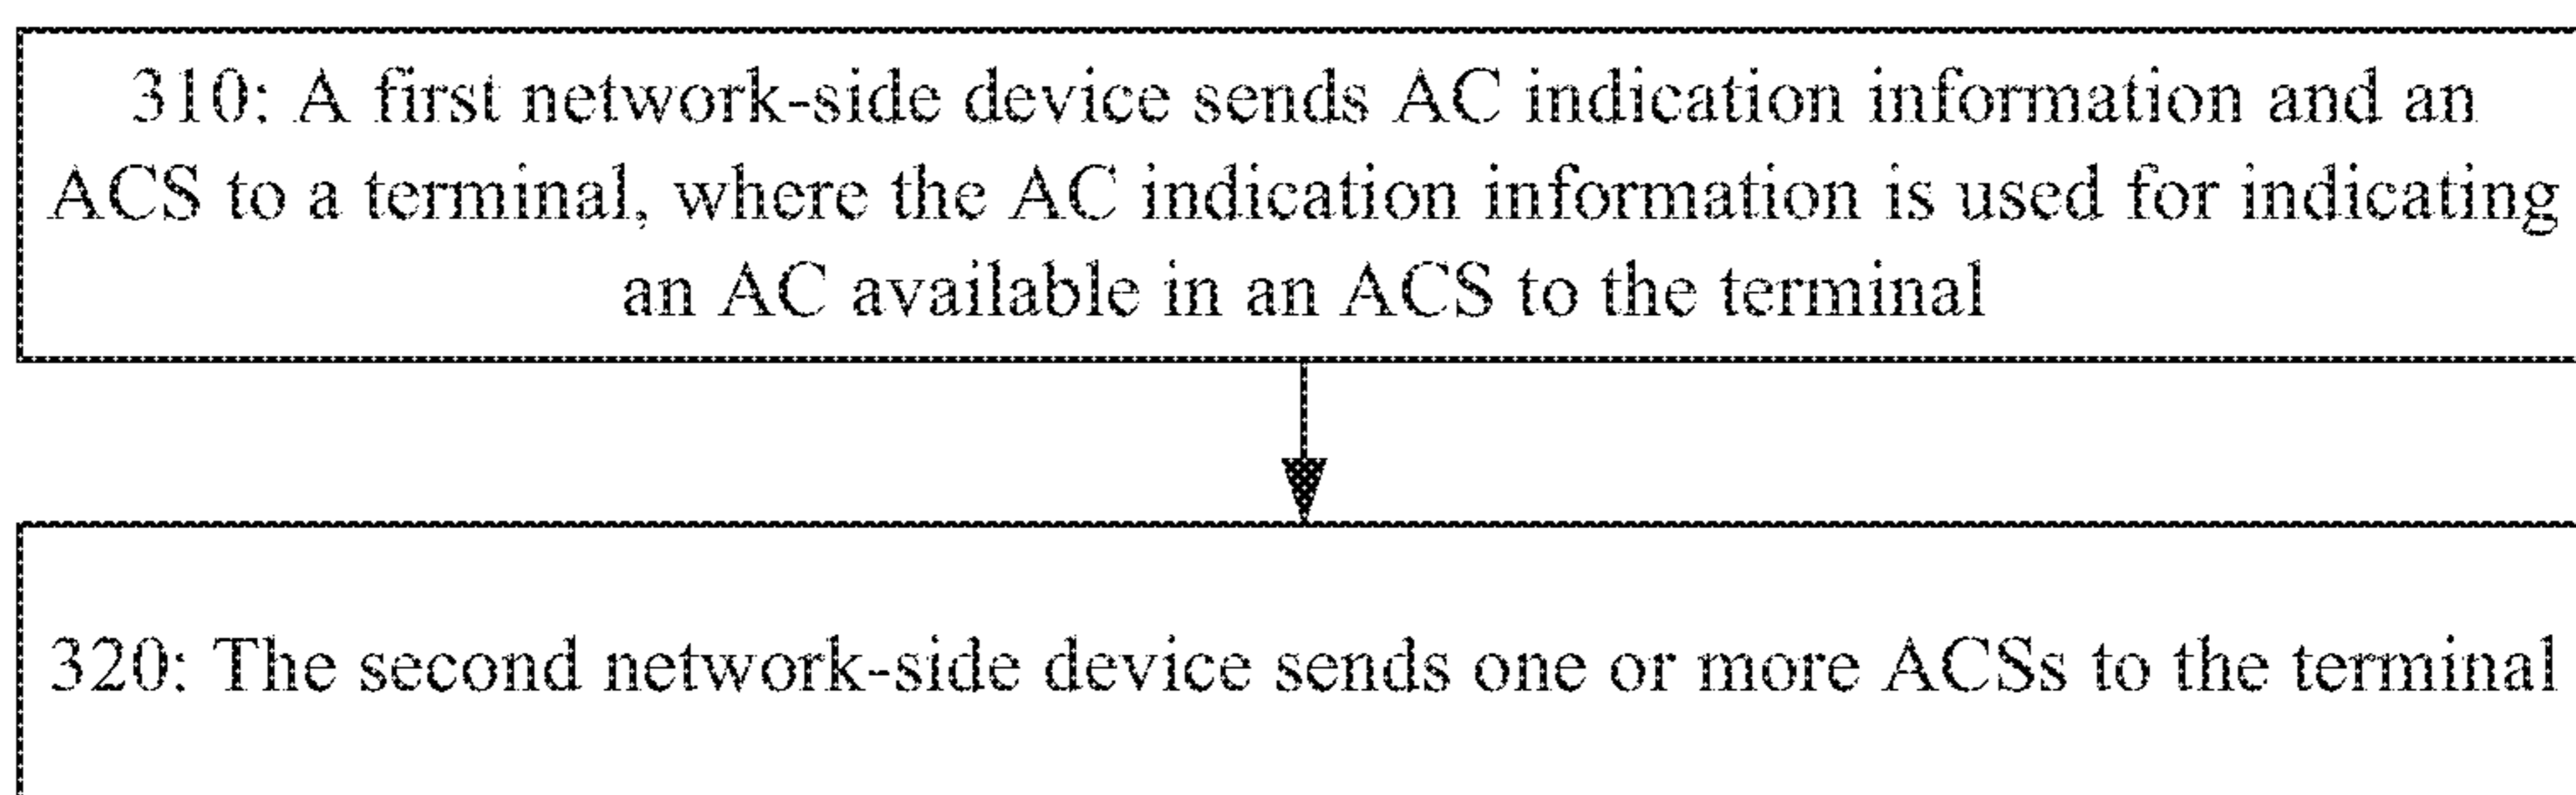 310: A first network-side device sends AC indication information and an
ACS to a terminal, where the AC indication information is used for indicating
an AC available in an ACS to the terminal
320: The second network-side device sends one or more ACSs to the terminal